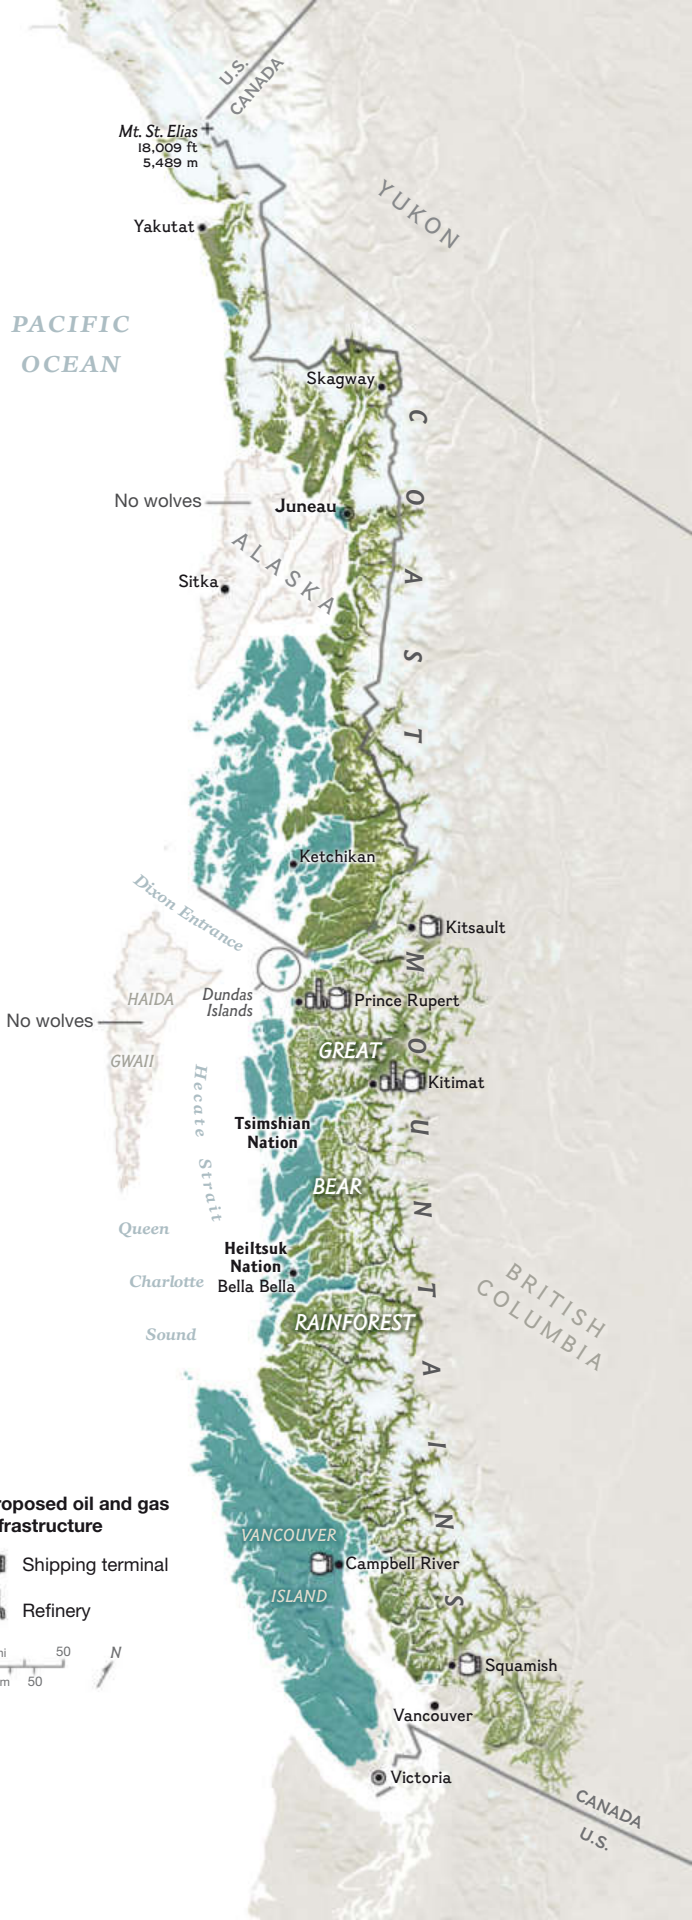 U.S.
CANADA
Mt. St. Elias
18,009 ft
5,489 m
YUKON
Yakutat
PACIFIC
OCEAN
Skagway
No wolves
Juneau
ALASKA
Sitka
COAST MOUNTAINS
Ketchikan
Dixon Entrance
Kitsault
Dundas
Islands
HAIDA
Prince Rupert
No wolves
GWAII
GREAT
Kitimat
Hecate Strait
Tsimshian
Nation
BEAR
Queen
Heiltsuk
Nation
Charlotte
Bella Bella
BRITISH
COLUMBIA
Sound
RAINFOREST
roposed oil and gas
frastructure
VANCOUVER
Shipping terminal
Campbell River
ISLAND
Refinery
mi 50
N
m 50
Squamish
Vancouver
Victoria
CANADA
U.S.